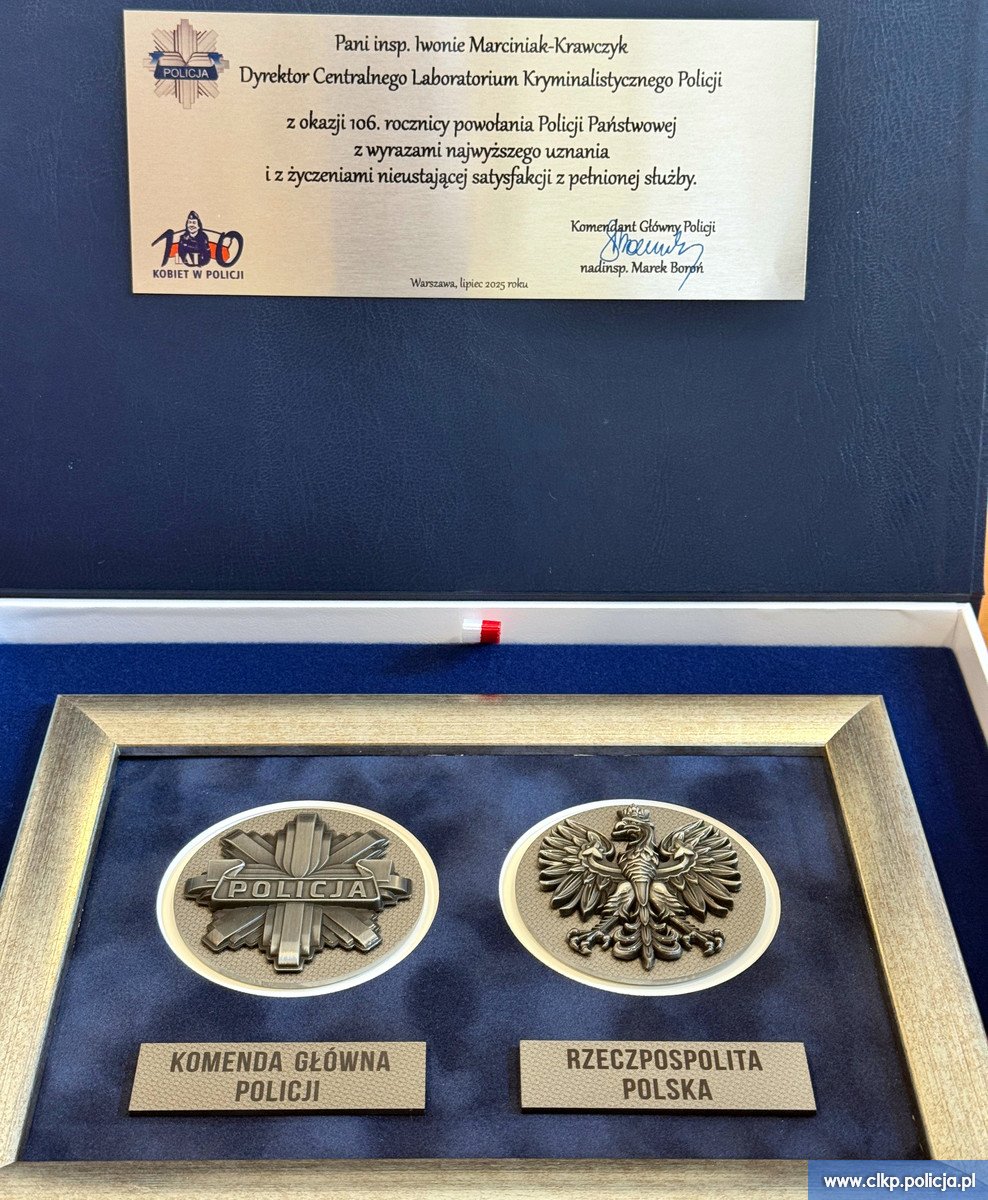 POLICJA
Pani insp. Iwonie Marciniak-Krawczyk
Dyrektor Centralnego Laboratorium Kryminalistycznego Policji
z okazji 106. rocznicy powołania Policji Państwowej
z wyrazami najwyższego uznania
i z życzeniami nieustającej satysfakcji z pełnionej służby.
100
LAT
KOBIET W POLICJI
Komendant Główny Policji
nadinsp. Marek Boroń
Warszawa, lipiec 2025 roku
POLICJA
KOMENDA GŁÓWNA
POLICJI
RZECZPOSPOLITA
POLSKA
www.clkp.policja.pl